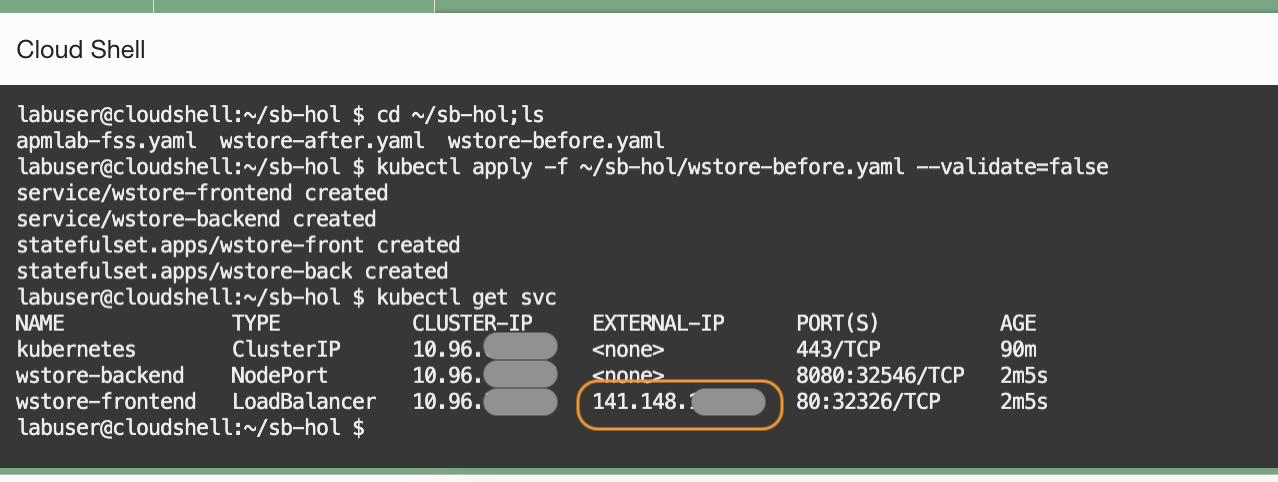 Cloud Shell
labuser@cloudshell:~/sb-hol $ cd ~/sb-hol;ls
apmlab-fss.yaml  wstore-after.yaml  wstore-before.yaml
labuser@cloudshell:~/sb-hol $ kubectl apply -f ~/sb-hol/wstore-before.yaml --validate=false
service/wstore-frontend created
service/wstore-backend created
statefulset.apps/wstore-front created
statefulset.apps/wstore-back created
labuser@cloudshell:~/sb-hol $ kubectl get svc
NAME              TYPE           CLUSTER-IP     EXTERNAL-IP      PORT(S)          AGE
kubernetes        ClusterIP      10.96.         <none>           443/TCP          90m
wstore-backend    NodePort       10.96.         <none>           8080:32546/TCP   2m5s
wstore-frontend   LoadBalancer   10.96.         141.148.         80:32326/TCP     2m5s
labuser@cloudshell:~/sb-hol $